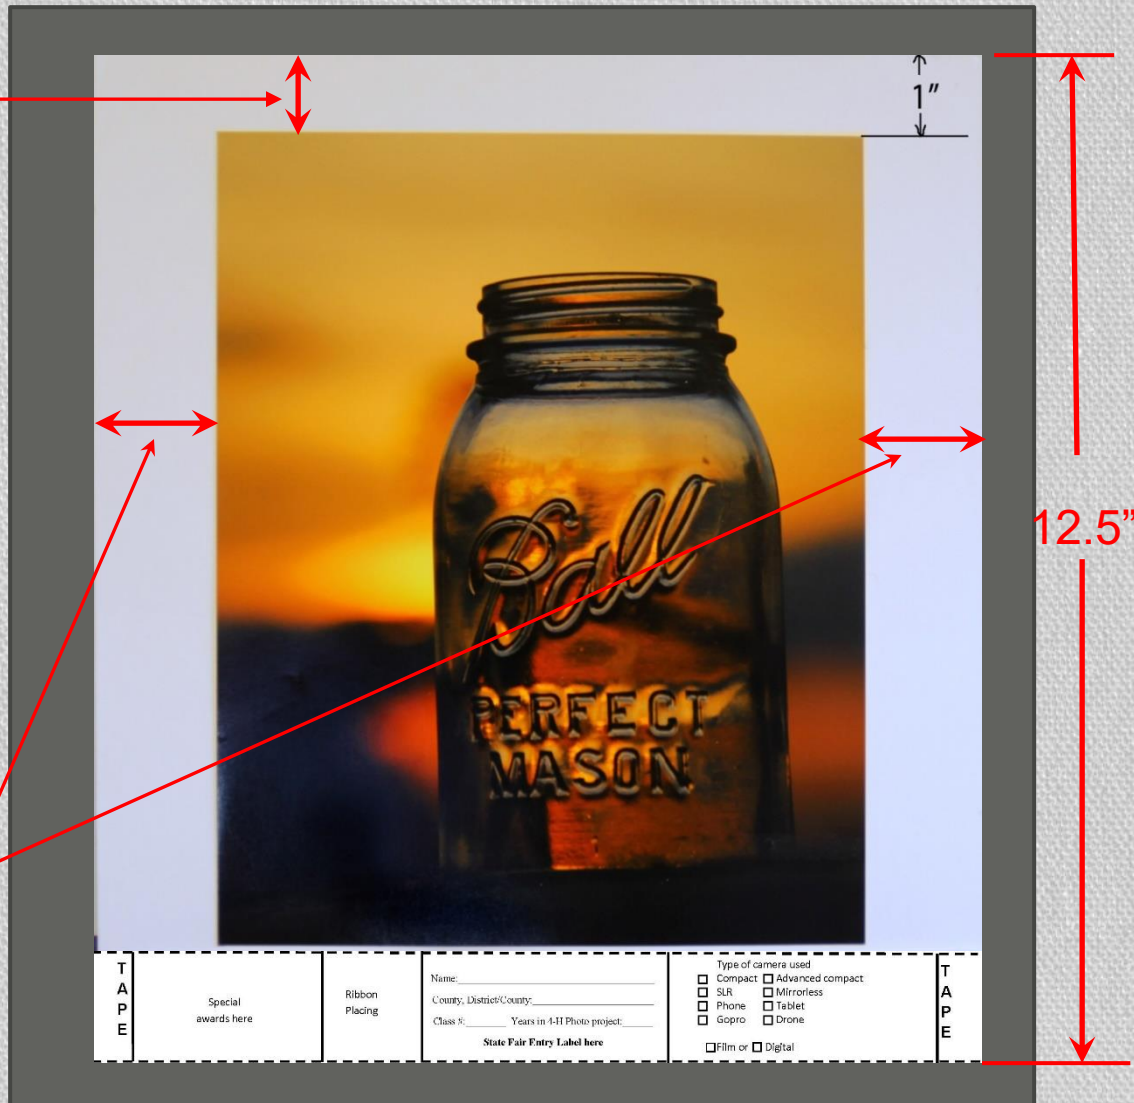 1”
12.5”
Ball
PERFECT
MASON
TAPE
Special
awards here
Ribbon
Placing
Name:
County, District/County:
Class #: Years in 4-H Photo project:
State Fair Entry Label here
Type of camera used
Compact Advanced compact
SLR Mirrorless
Phone Tablet
Gopro Drone
Film or Digital
TAPE